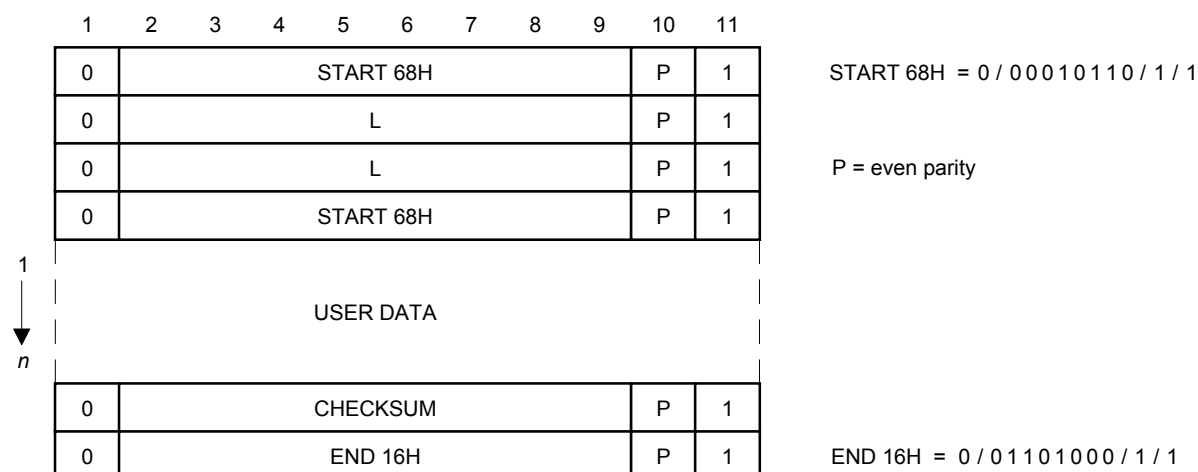 1 2 3 4 5 6 7 8 9 10 11
0 START 68H P 1 START 68H = 0 / 0 0 0 1 0 1 1 0 / 1 / 1
0 L P 1
0 L P 1 P = even parity
0 START 68H P 1
1
USER DATA
n
0 CHECKSUM P 1
0 END 16H P 1 END 16H = 0 / 0 1 1 0 1 0 0 0 / 1 / 1